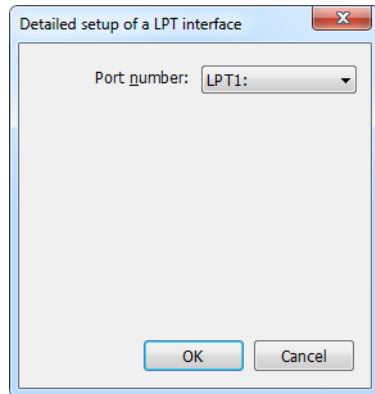 Detailed setup of a LPT interface
Port number: LPT1:
OK Cancel